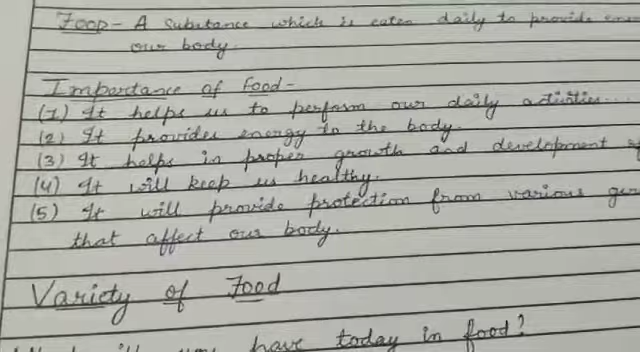 Food - A substance which is eaten daily to provide
our body.
Importance of Food -
(1) It helps us to perform our daily activities...
(2) It provides energy to the body.
(3) It helps in proper growth and development
(4) It will keep us healthy.
(5) It will provide protection from various
that affect our body.
Variety of Food
have today in food?